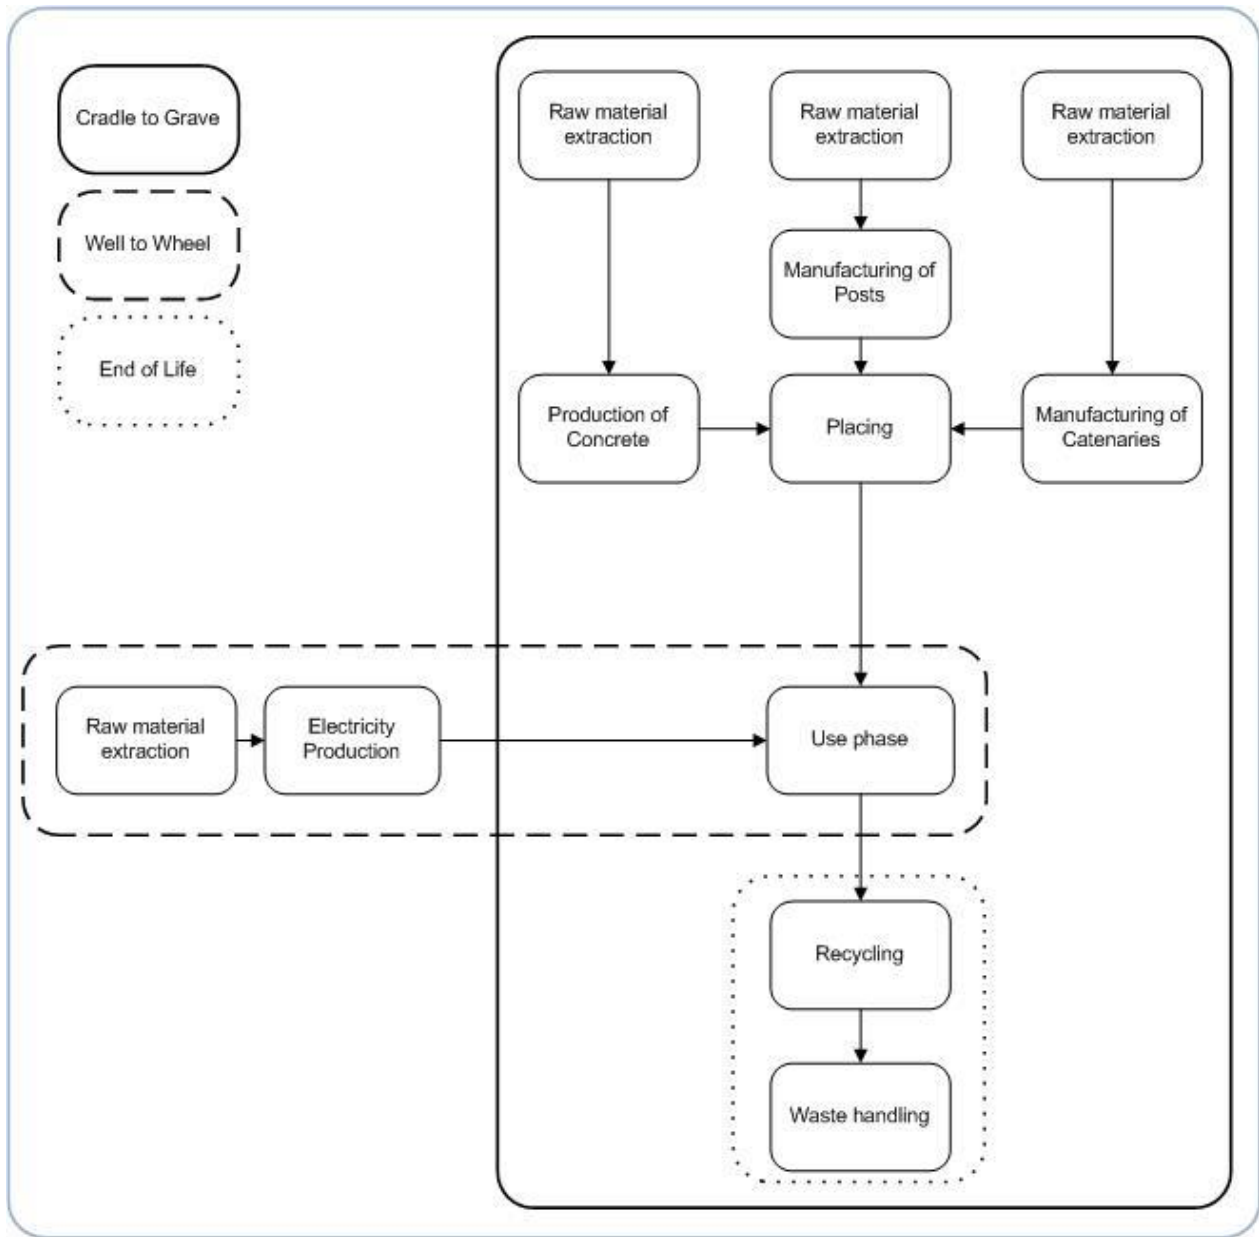 Cradle to Grave
Well to Wheel
End of Life
Raw material
extraction
Raw material
extraction
Raw material
extraction
Manufacturing of
Posts
Production of
Concrete
Placing
Manufacturing of
Catenaries
Raw material
extraction
Electricity
Production
Use phase
Recycling
Waste handling